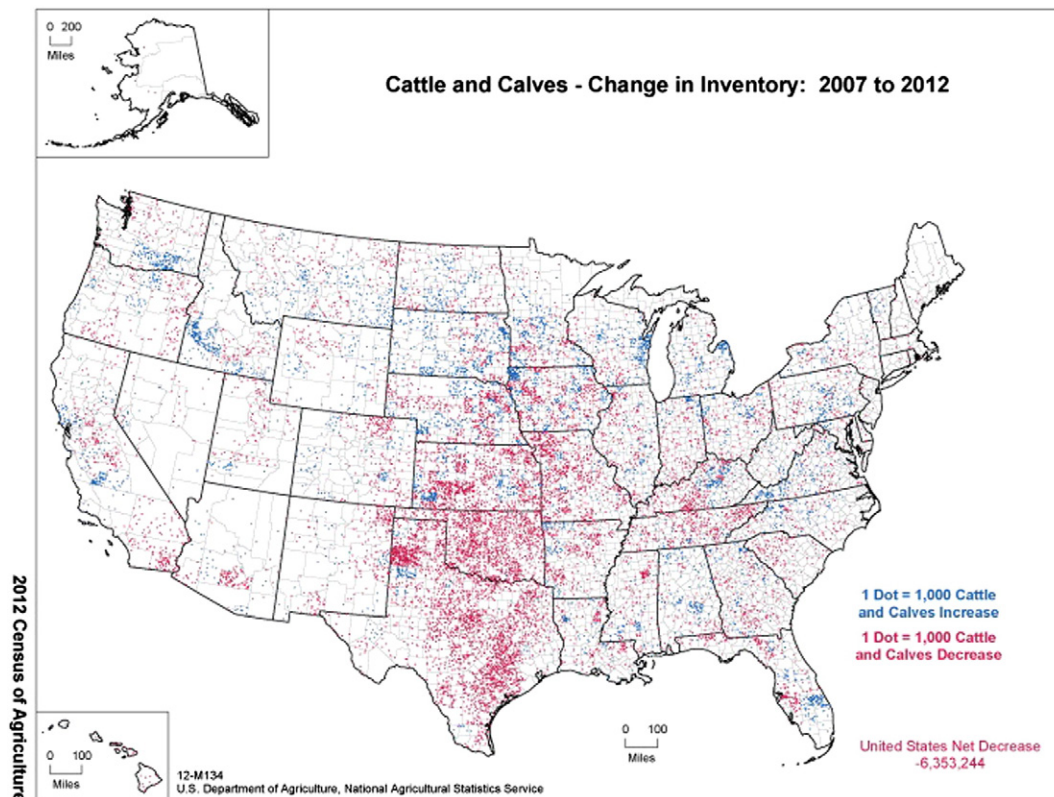 0 200
Miles
Cattle and Calves - Change in Inventory: 2007 to 2012
1 Dot = 1,000 Cattle
and Calves Increase
1 Dot = 1,000 Cattle
and Calves Decrease
United States Net Decrease
-6,353,244
0 100
Miles
0 100
Miles
12-M134
U.S. Department of Agriculture, National Agricultural Statistics Service
2012 Census of Agriculture